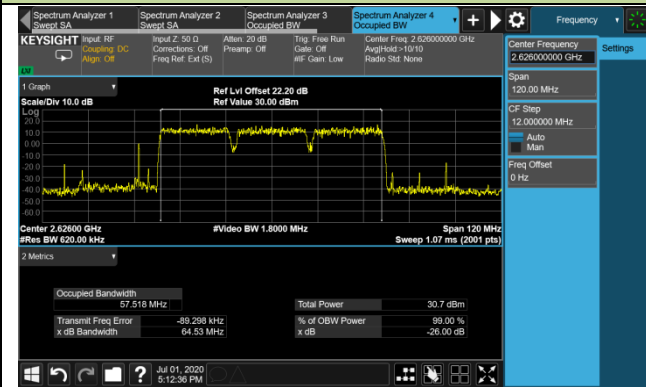 Spectrum Analyzer 1
Swept SA
Spectrum Analyzer 2
Swept SA
Spectrum Analyzer 3
Occupied BW
Spectrum Analyzer 4
Occupied BW
Frequency
KEYSIGHT
Input: RF
Coupling: DC
Align: Off
Input Z: 50 Ω
Corrections: Off
Freq Ref: Ext (S)
Atten: 20 dB
Preamp: Off
Trig: Free Run
Gate: Off
#IF Gain: Low
Center Freq: 2.626000000 GHz
Avg|Hold:>10/10
Radio Std: None
Center Frequency
2.626000000 GHz
Settings
Span
120.00 MHz
CF Step
12.000000 MHz
Auto
Man
Freq Offset
0 Hz
1 Graph
Scale/Div 10.0 dB
Ref Lvl Offset 22.20 dB
Ref Value 30.00 dBm
Log
20.0
10.0
0.00
-10.0
-20.0
-30.0
-40.0
-50.0
-60.0
Center 2.62600 GHz
#Res BW 620.00 kHz
#Video BW 1.8000 MHz
Span 120 MHz
Sweep 1.07 ms (2001 pts)
2 Metrics
Occupied Bandwidth
57.518 MHz
Total Power
30.7 dBm
Transmit Freq Error
-89.298 kHz
% of OBW Power
99.00 %
x dB Bandwidth
64.53 MHz
x dB
-26.00 dB
Jul 01, 2020
5:12:36 PM